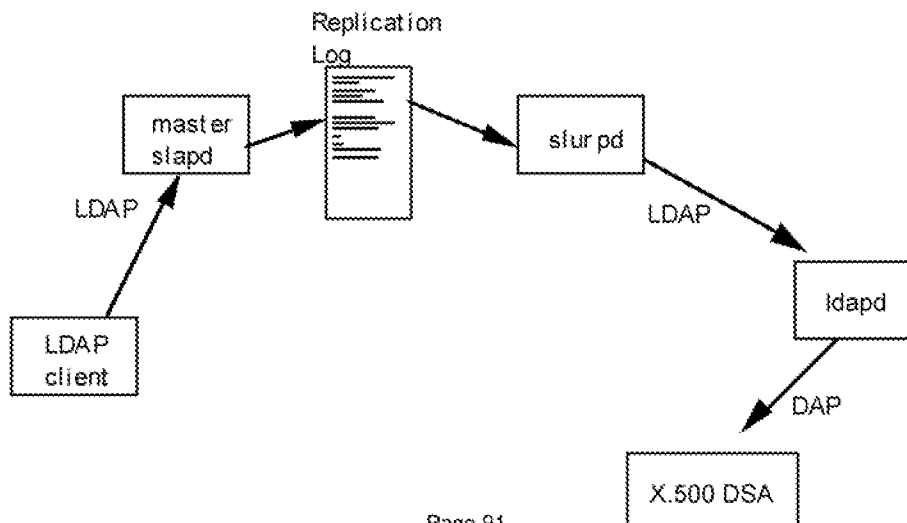 Replication
Log
master
slapd
slurpd
LDAP
LDAP
ldapd
LDAP
client
DAP
X.500 DSA
Page 91